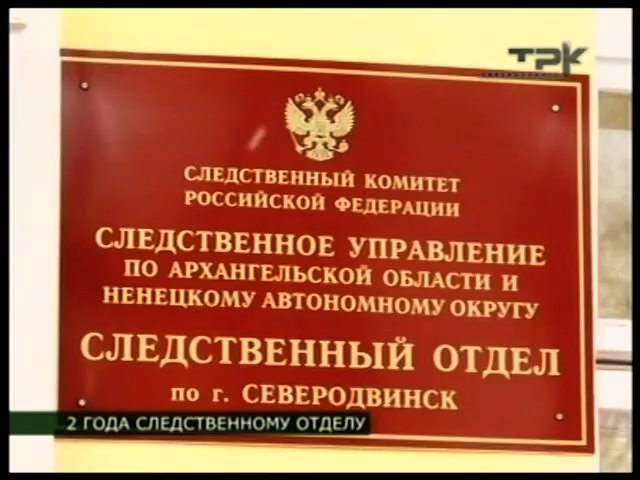 ТРК
СЛЕДСТВЕННЫЙ КОМИТЕТ
РОССИЙСКОЙ ФЕДЕРАЦИИ
СЛЕДСТВЕННОЕ УПРАВЛЕНИЕ
ПО АРХАНГЕЛЬСКОЙ ОБЛАСТИ И
НЕНЕЦКОМУ АВТОНОМНОМУ ОКРУГУ
СЛЕДСТВЕННЫЙ ОТДЕЛ
по г. СЕВЕРОДВИНСК
2 ГОДА СЛЕДСТВЕННОМУ ОТДЕЛУ